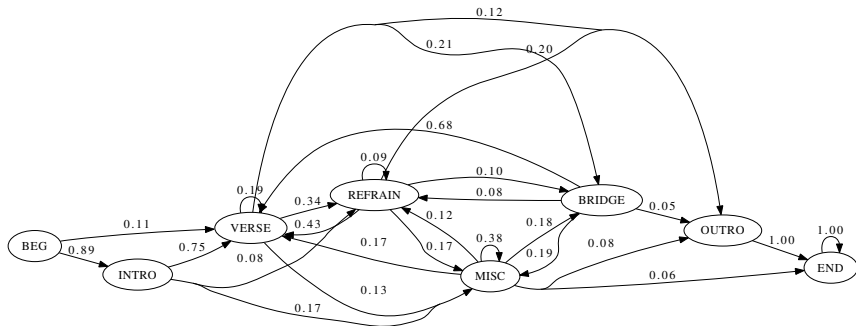 0.12
0.21 0.20
0.68
0.09
0.19 0.34 REFRAIN 0.10 BRIDGE
0.08
0.11 VERSE 0.43 0.12 0.18 0.05 OUTRO
BEG 0.38 1.00
0.89 0.75 0.17 0.17 0.19 0.08 1.00
INTRO 0.08 MISC END
0.06
0.17 0.13